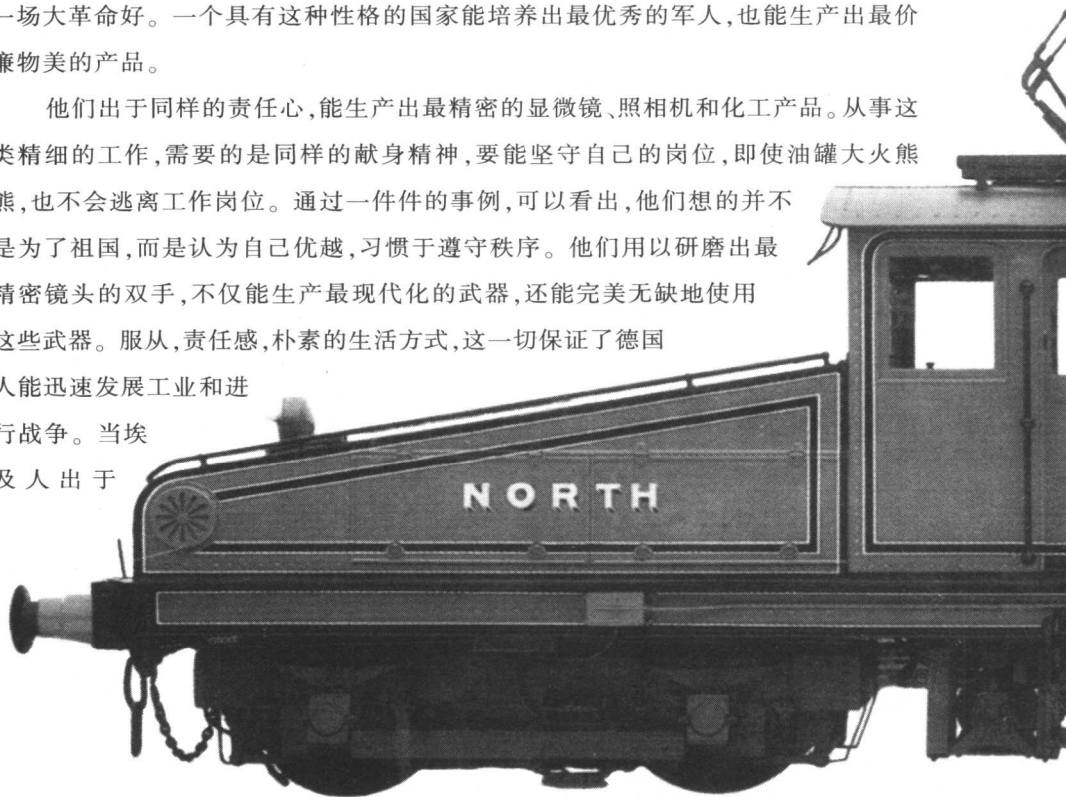 一场大革命好。一个具有这种性格的国家能培养出最优秀的军人,也能生产出最价
廉物美的产品。
他们出于同样的责任心,能生产出最精密的显微镜、照相机和化工产品。从事这
类精细的工作,需要的是同样的献身精神,要能坚守自己的岗位,即使油罐大火熊
熊,也不会逃离工作岗位。通过一件件的事例,可以看出,他们想的并不
是为了祖国,而是认为自己优越,习惯于遵守秩序。他们用以研磨出最
精密镜头的双手,不仅能生产最现代化的武器,还能完美无缺地使用
这些武器。服从,责任感,朴素的生活方式,这一切保证了德国
人能迅速发展工业和进
行战争。当埃
及人出于
NORTH